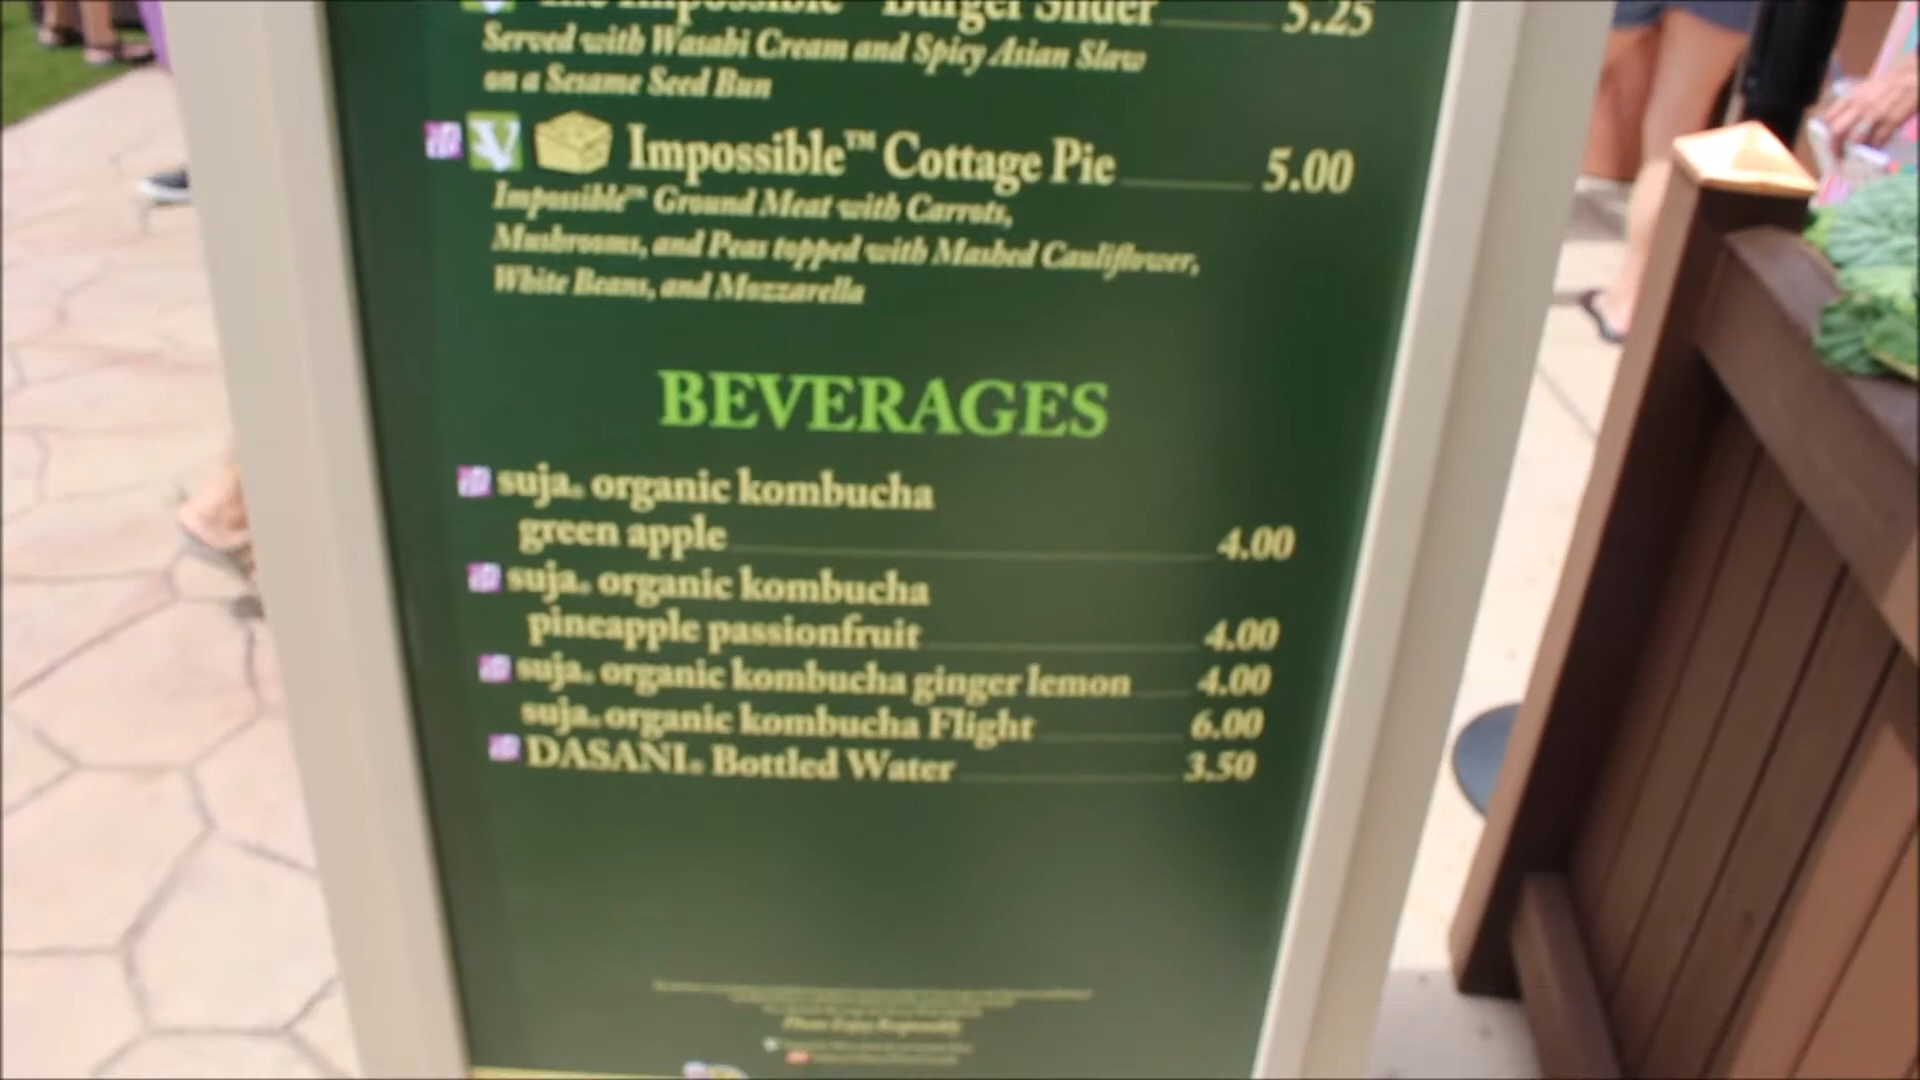 The Impossible™ Burger Slider 5.25
Served with Wasabi Cream and Spicy Asian Slaw
on a Sesame Seed Bun
V Impossible™ Cottage Pie 5.00
Impossible™ Ground Meat with Carrots,
Mushrooms, and Peas topped with Mashed Cauliflower,
White Beans, and Mozzarella
BEVERAGES
suja® organic kombucha
green apple 4.00
suja® organic kombucha
pineapple passionfruit 4.00
suja® organic kombucha ginger lemon 4.00
suja® organic kombucha Flight 6.00
DASANI® Bottled Water 3.50
Please Enjoy Responsibly